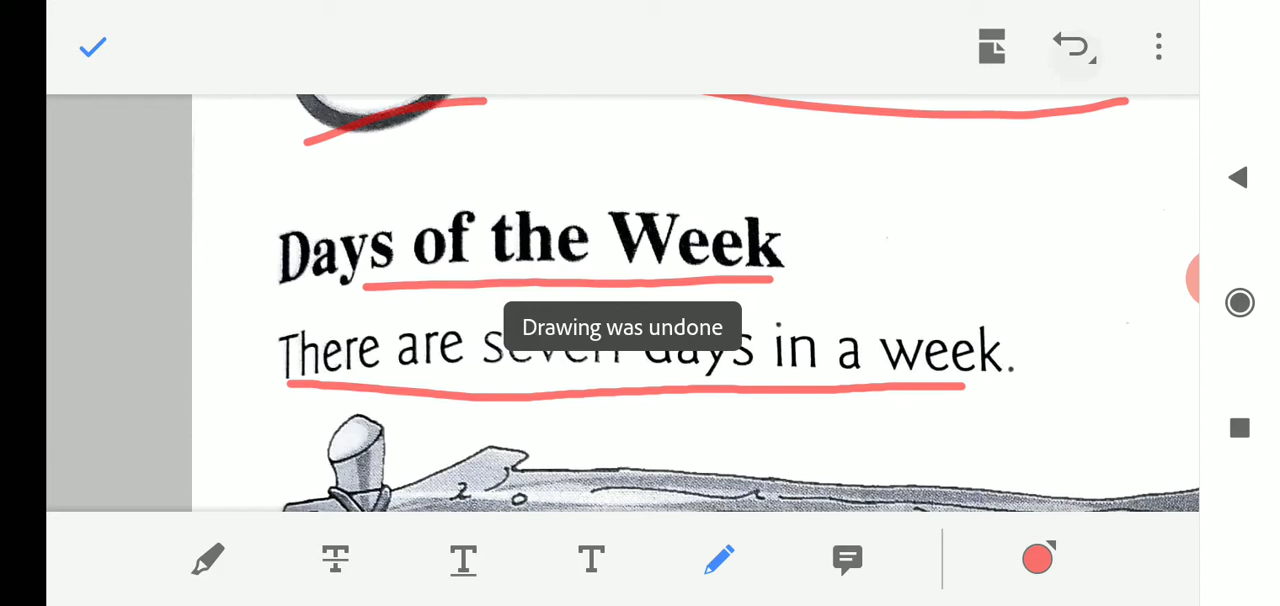 Days of the Week
Drawing was undone
There are seven days in a week.